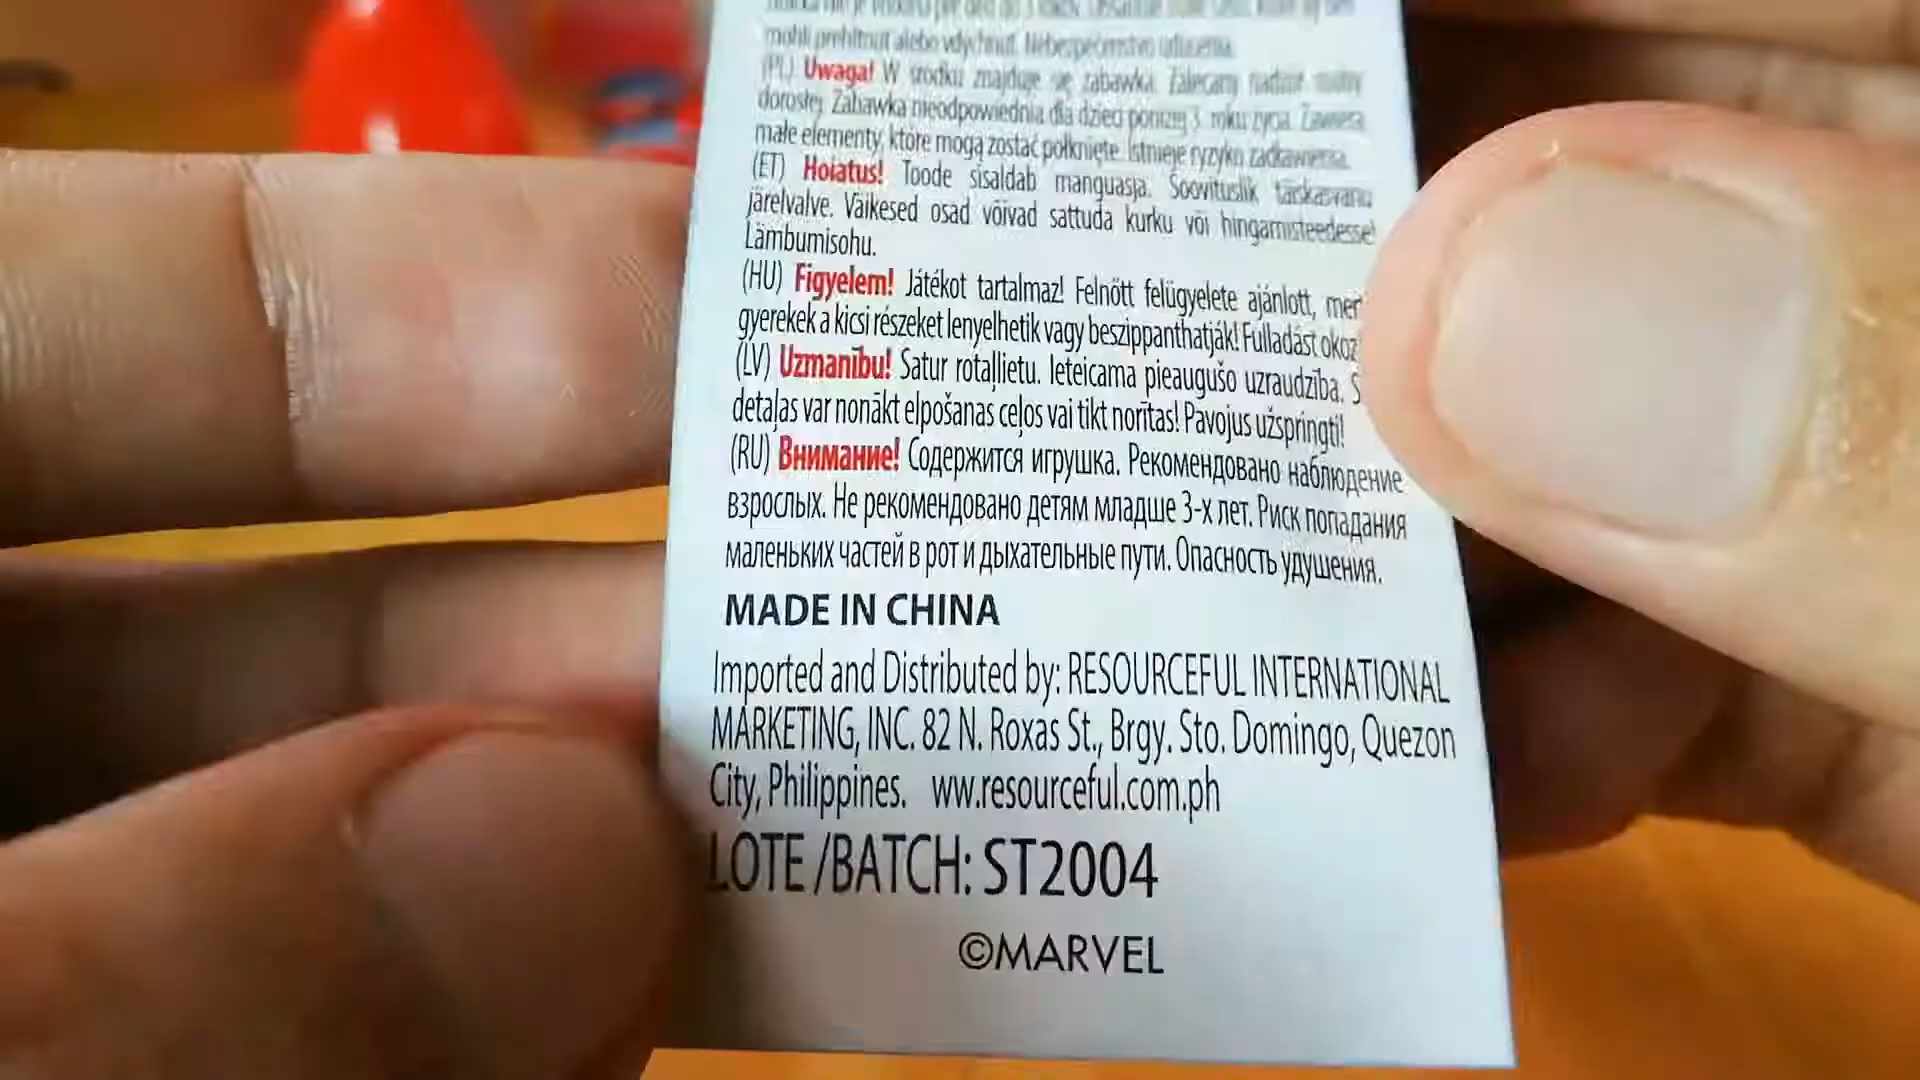 mohli prehltnuť alebo vdýchnuť. Nebezpečenstvo udusenia.
(PL) Uwaga! W środku znajduje się zabawka. Zalecany nadzór osoby
dorosłej. Zabawka nieodpowiednia dla dzieci poniżej 3 roku życia. Zawiera
małe elementy, które mogą zostać połknięte. Istnieje ryzyko zadławienia.
(ET) Hoiatus! Toode sisaldab manguasja. Soovituslik täiskasvanu
järelvalve. Väikesed osad võivad sattuda kurku või hingamisteedesse!
Lämbumisohu.
(HU) Figyelem! Játékot tartalmaz! Felnőtt felügyelete ajánlott, mer
gyerekek a kicsi részeket lenyelhetik vagy beszippanthatják! Fulladást okoz
(LV) Uzmanību! Satur rotaļlietu. Ieteicama pieaugušo uzraudzība. S
detaļas var nonākt elpošanas ceļos vai tikt norītas! Pavojus užspringti!
(RU) Внимание! Содержится игрушка. Рекомендовано наблюдение
взрослых. Не рекомендовано детям младше 3-х лет. Риск попадания
маленьких частей в рот и дыхательные пути. Опасность удушения.
MADE IN CHINA
Imported and Distributed by: RESOURCEFUL INTERNATIONAL
MARKETING, INC. 82 N. Roxas St., Brgy. Sto. Domingo, Quezon
City, Philippines. ww.resourceful.com.ph
LOTE /BATCH: ST2004
©MARVEL